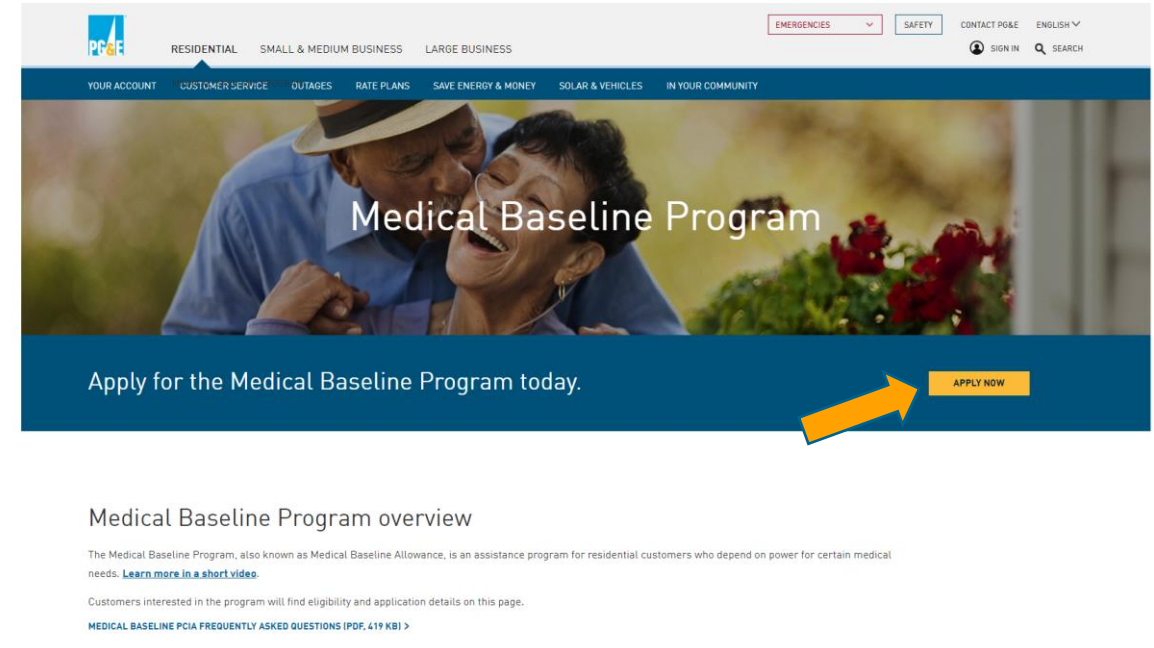 EMERGENCIES SAFETY CONTACT PG&E ENGLISH
PG&E RESIDENTIAL SMALL & MEDIUM BUSINESS LARGE BUSINESS SIGN IN SEARCH
YOUR ACCOUNT CUSTOMER SERVICE OUTAGES RATE PLANS SAVE ENERGY & MONEY SOLAR & VEHICLES IN YOUR COMMUNITY
Medical Baseline Program
Apply for the Medical Baseline Program today.
APPLY NOW
Medical Baseline Program overview
The Medical Baseline Program, also known as Medical Baseline Allowance, is an assistance program for residential customers who depend on power for certain medical
needs. Learn more in a short video.
Customers interested in the program will find eligibility and application details on this page.
MEDICAL BASELINE PCIA FREQUENTLY ASKED QUESTIONS (PDF, 419 KB) >